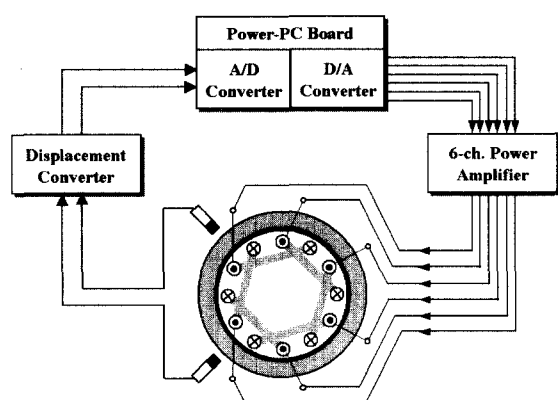 Power-PC Board
A/D
Converter
D/A
Converter
Displacement
Converter
6-ch. Power
Amplifier